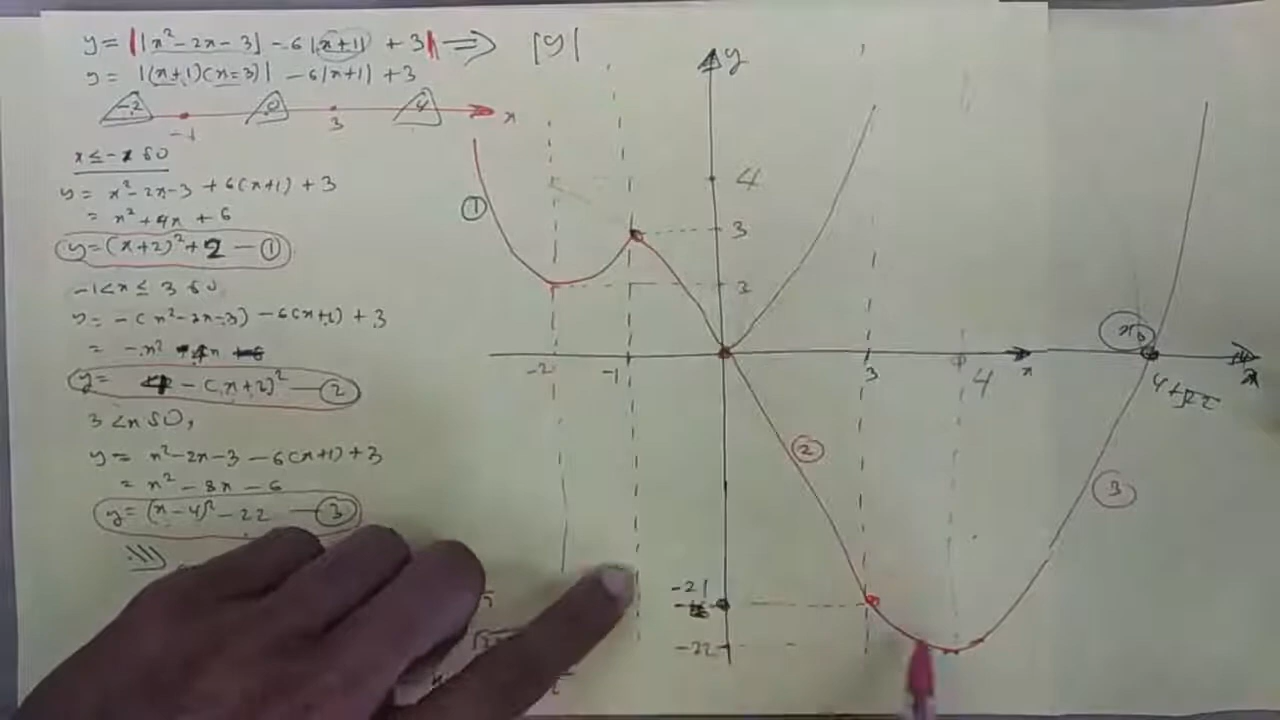 y = ||x²-2x-3| - 6|x+1| + 3| ⇒ |y|
y = |(x+1)(x-3)| - 6|x+1| + 3
-2 0 4
-1 3 x
x ≤ -1 so
y = x²-2x-3 + 6(x+1) + 3
= x² + 4x + 6
y = (x+2)² + 2 — ①
-1 < x ≤ 3 so
y = -(x²-2x-3) - 6(x+1) + 3
= -x²
y = - (x+2)² — ②
3 < x so,
y = x²-2x-3 - 6(x+1) + 3
= x² - 8x - 6
y = (x-4)² - 22 — ③
y
4
3
①
-2 -1 3 4 x
4+√22
②
③
-21
-22